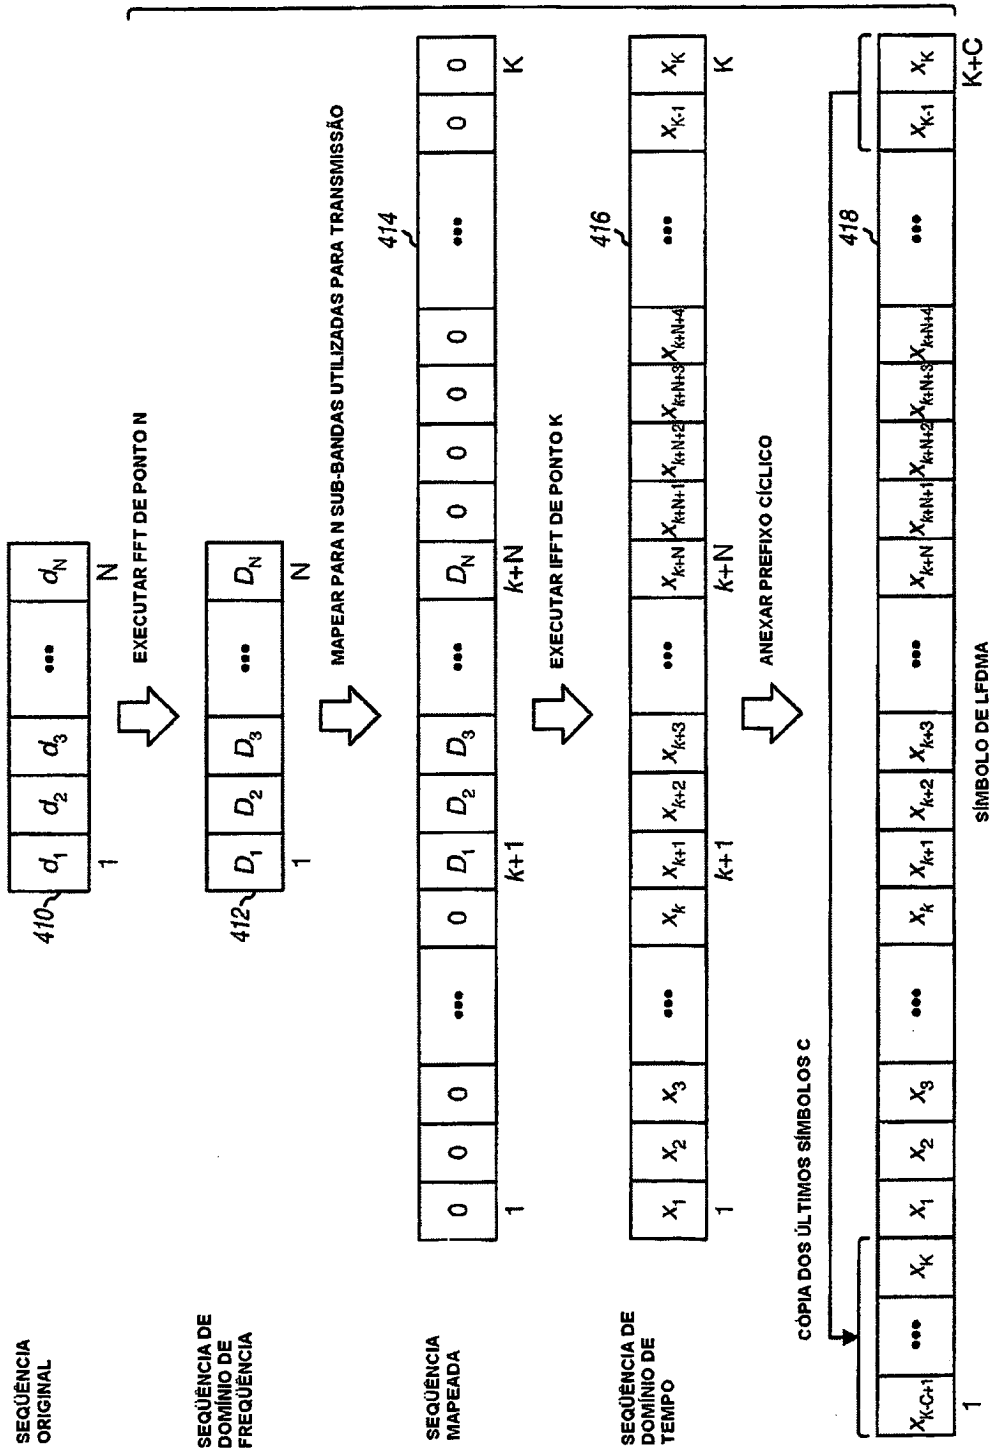 SEQÜÊNCIA
ORIGINAL
410
d1 d2 d3 ••• dN
1 N
EXECUTAR FFT DE PONTO N
SEQÜÊNCIA DE
DOMÍNIO DE
FREQÜÊNCIA
412
D1 D2 D3 ••• DN
1 N
MAPEAR PARA N SUB-BANDAS UTILIZADAS PARA TRANSMISSÃO
SEQÜÊNCIA
MAPEADA
414
0 0 0 ••• 0 D1 D2 D3 ••• DN 0 0 0 0 ••• 0 0
1 k+1 k+N K
EXECUTAR IFFT DE PONTO K
SEQÜÊNCIA DE
DOMÍNIO DE
TEMPO
416
x1 x2 x3 ••• xk xk+1 xk+2 xk+3 ••• xk+N xk+N+1 xk+N+2 xk+N+3 xk+N+4 ••• xK-1 xK
1 k+1 k+N K
ANEXAR PREFIXO CÍCLICO
CÓPIA DOS ÚLTIMOS SÍMBOLOS C
418
xK-C+1 ••• xK x1 x2 x3 ••• xk xk+1 xk+2 xk+3 ••• xk+N xk+N+1 xk+N+2 xk+N+3 xk+N+4 ••• xK-1 xK
1 K+C
SÍMBOLO DE LFDMA